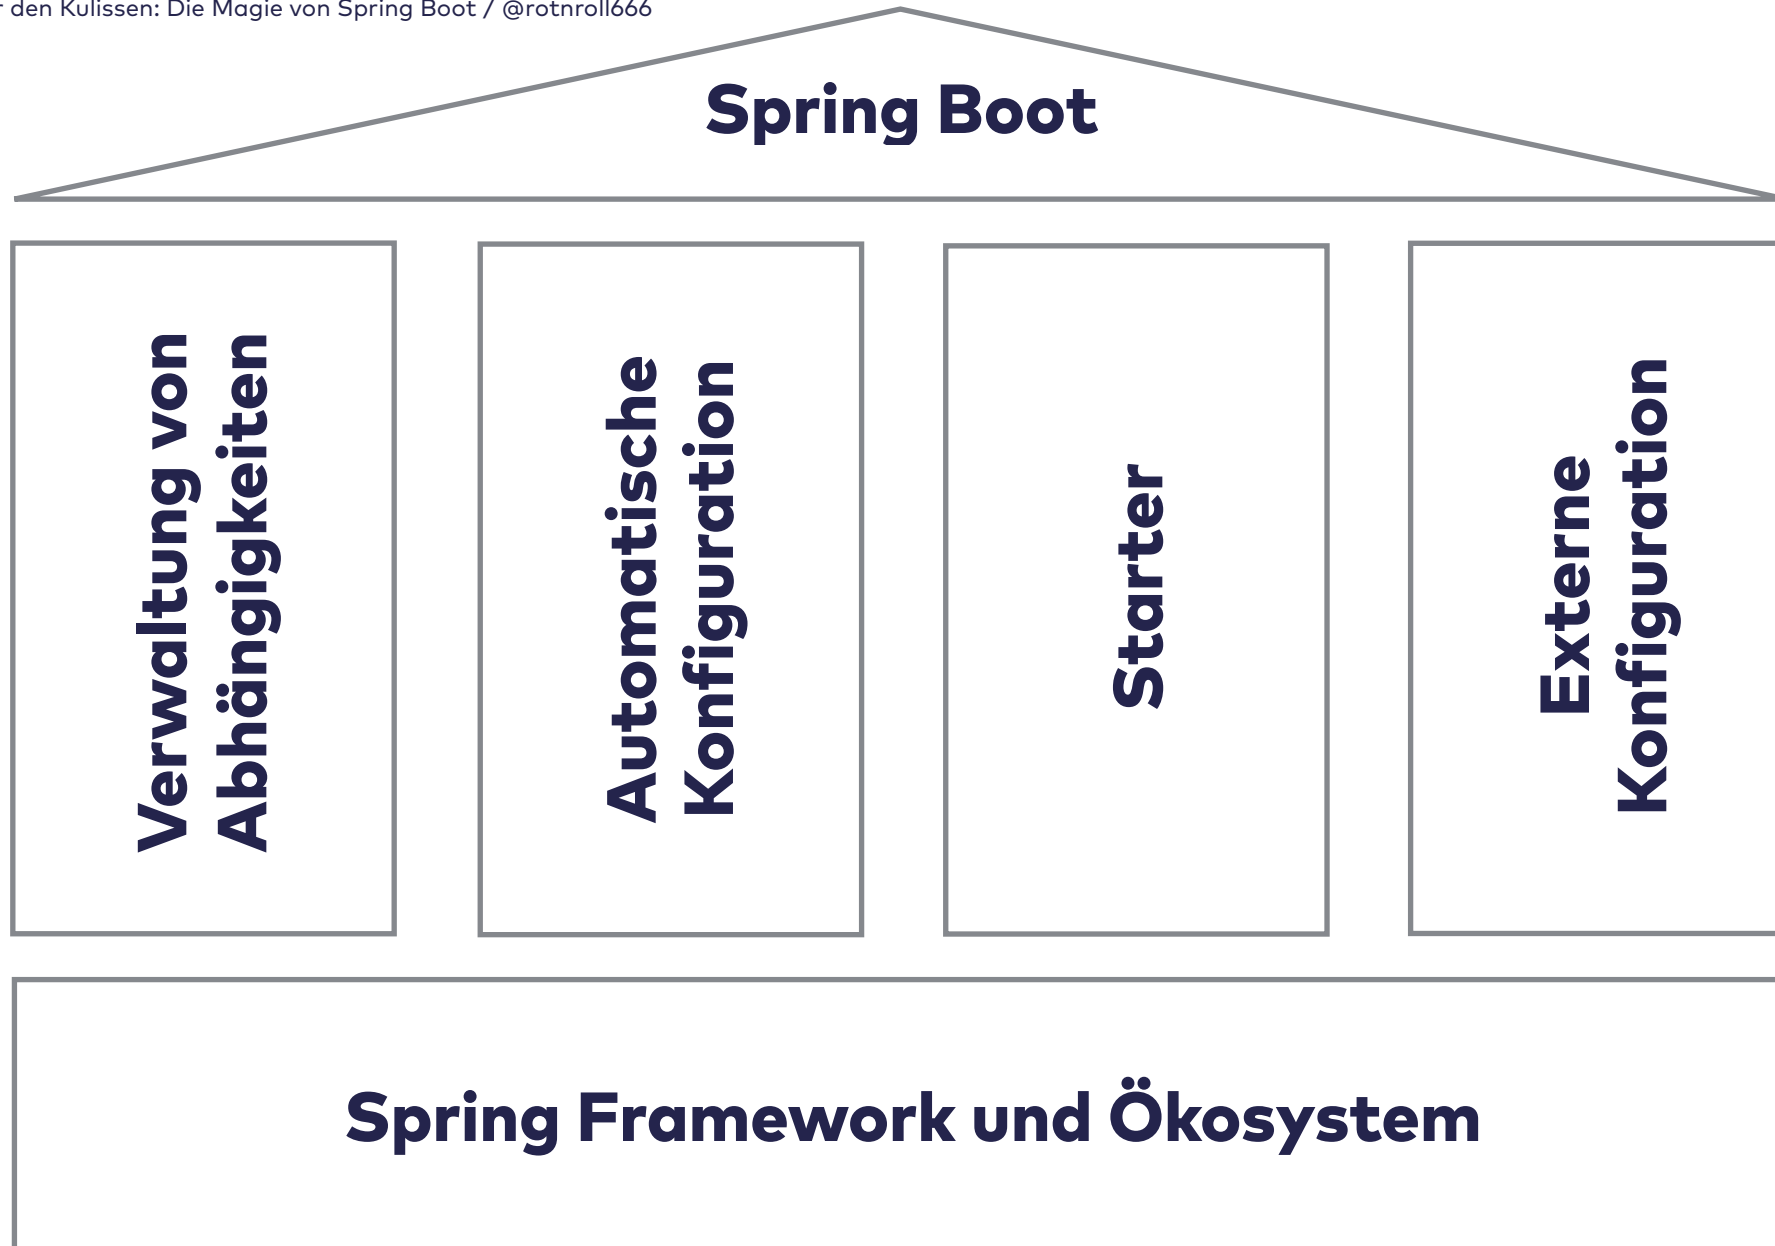 den Kulissen: Die Magie von Spring Boot / @rotnroll666
Spring Boot
Verwaltung von
Abhängigkeiten
Automatische
Konfiguration
Starter
Externe
Konfiguration
Spring Framework und Ökosystem